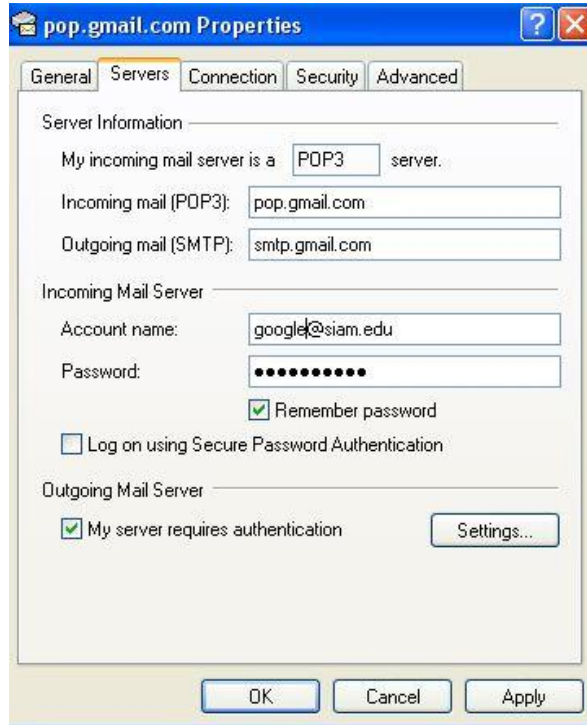 pop.gmail.com Properties
General Servers Connection Security Advanced
Server Information
My incoming mail server is a POP3 server.
Incoming mail (POP3): pop.gmail.com
Outgoing mail (SMTP): smtp.gmail.com
Incoming Mail Server
Account name: google@siam.edu
Password: ●●●●●●●●●●
Remember password
Log on using Secure Password Authentication
Outgoing Mail Server
My server requires authentication Settings...
OK Cancel Apply